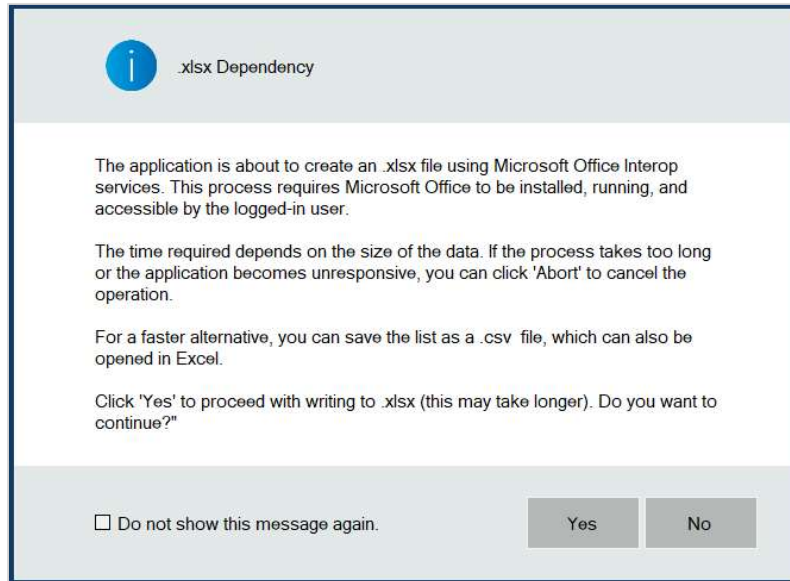 i
.xlsx Dependency
The application is about to create an .xlsx file using Microsoft Office Interop
services. This process requires Microsoft Office to be installed, running, and
accessible by the logged-in user.
The time required depends on the size of the data. If the process takes too long
or the application becomes unresponsive, you can click 'Abort' to cancel the
operation.
For a faster alternative, you can save the list as a .csv  file, which can also be
opened in Excel.
Click 'Yes' to proceed with writing to .xlsx (this may take longer). Do you want to
continue?"
Do not show this message again.
Yes
No